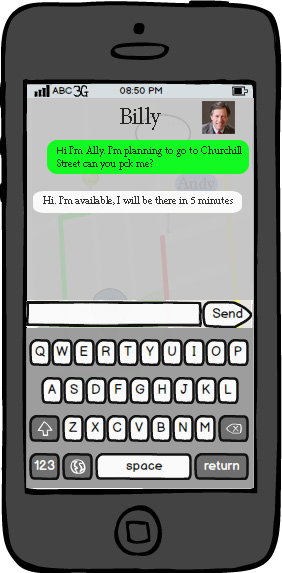 ABC 3G 08:50 PM
Billy
Hi I'm Ally. I'm planning to go to Churchill
Street can you pck me?
Andy
Hi. I'm available, I will be there in 5 minutes
Send
Q W E R T Y U I O P
A S D F G H J K L
Z X C V B N M
123 space return